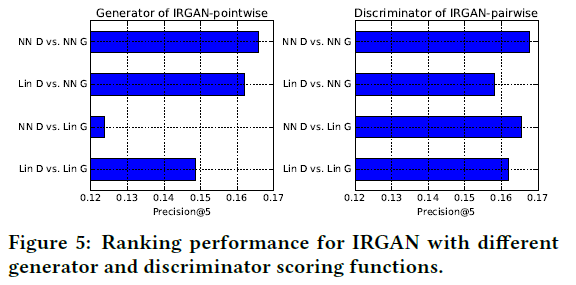 Generator of IRGAN-pointwise
NN D vs. NN G
Lin D vs. NN G
NN D vs. Lin G
Lin D vs. Lin G
0.12 0.13 0.14 0.15 0.16 0.17
Precision@5
Discriminator of IRGAN-pairwise
NN D vs. NN G
Lin D vs. NN G
NN D vs. Lin G
Lin D vs. Lin G
0.12 0.13 0.14 0.15 0.16 0.17
Precision@5
Figure 5: Ranking performance for IRGAN with different
generator and discriminator scoring functions.